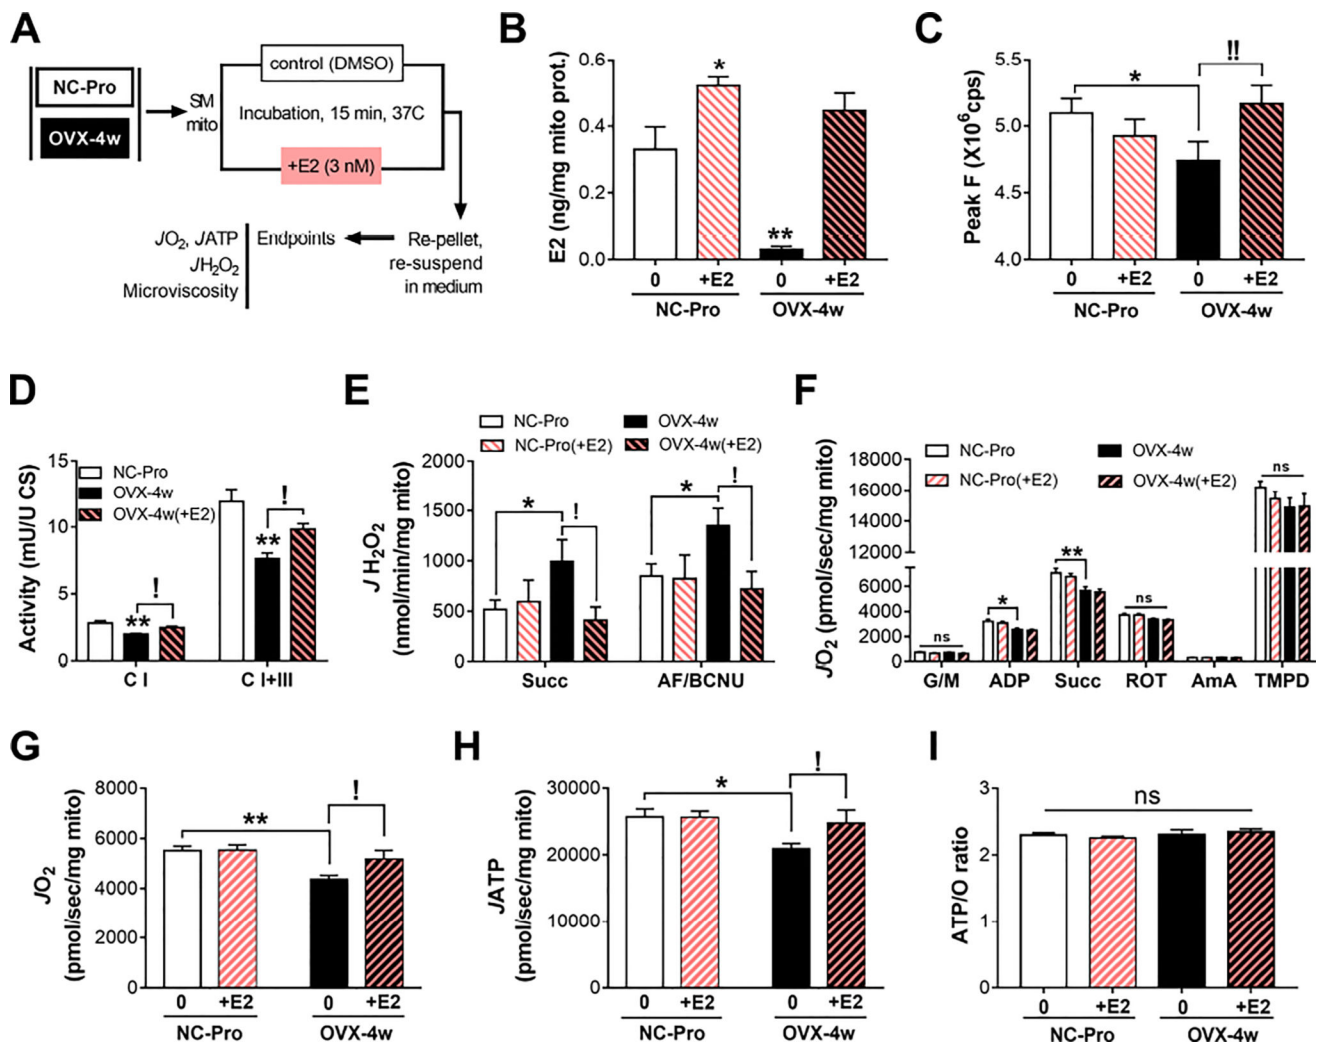 A
NC-Pro
OVX-4w
SM
mito
control (DMSO)
Incubation, 15 min, 37C
+E2 (3 nM)
JO2, JATP
JH2O2
Microviscosity
Endpoints
Re-pellet,
re-suspend
in medium
B
E2 (ng/mg mito prot.)
0.6
0.4
0.2
0.0
*
**
0 +E2 0 +E2
NC-Pro OVX-4w
C
Peak F (X10^6cps)
5.5
5.0
4.5
4.0
*
!!
0 +E2 0 +E2
NC-Pro OVX-4w
D
Activity (mU/U CS)
15
10
5
0
NC-Pro
OVX-4w
OVX-4w(+E2)
** !
** !
C I C I+III
E
NC-Pro OVX-4w
NC-Pro(+E2) OVX-4w(+E2)
J H2O2
(nmol/min/mg mito)
2000
1500
1000
500
0
* !
* !
Succ AF/BCNU
F
NC-Pro OVX-4w
NC-Pro(+E2) OVX-4w(+E2)
JO2 (pmol/sec/mg mito)
18000
16000
14000
12000
6000
4000
2000
0
ns
*
**
ns
ns
G/M ADP Succ ROT AmA TMPD
G
JO2
(pmol/sec/mg mito)
8000
6000
4000
2000
0
**
!
0 +E2 0 +E2
NC-Pro OVX-4w
H
JATP
(pmol/sec/mg mito)
30000
20000
10000
0
*
!
0 +E2 0 +E2
NC-Pro OVX-4w
I
ATP/O ratio
3
2
1
0
ns
0 +E2 0 +E2
NC-Pro OVX-4w